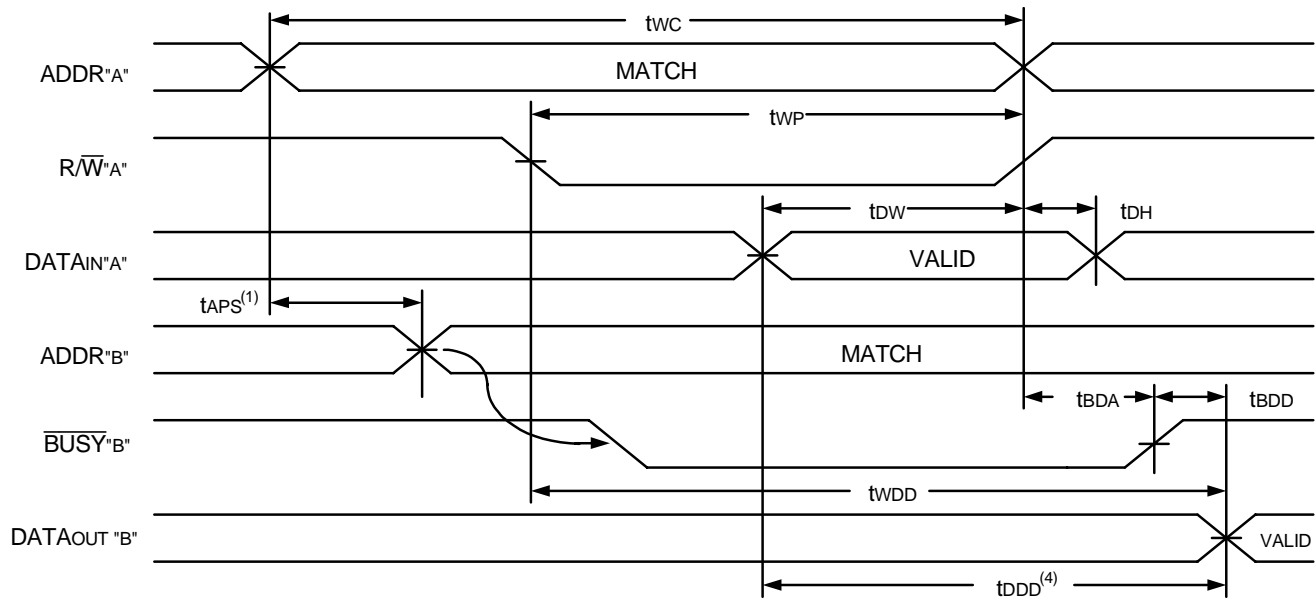 tWC
ADDR"A"
MATCH
tWP
R/W̅"A"
tDW
tDH
DATAIN"A"
VALID
tAPS(1)
ADDR"B"
MATCH
tBDA
tBDD
B̅U̅S̅Y̅"B"
tWDD
DATAOUT "B"
VALID
tDDD(4)